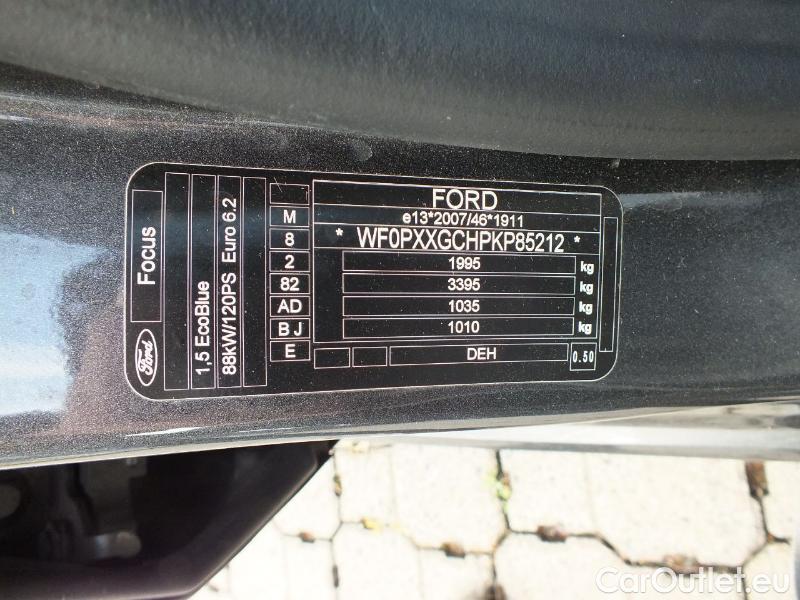 Focus
Ford
1,5 EcoBlue
88kW/120PS Euro 6.2
M
8
2
82
AD
B J
E
FORD
e13*2007/46*1911
* WF0PXXGCHPKP85212 *
1995 kg
3395 kg
1035 kg
1010 kg
DEH
0.50
CarOutlet.eu